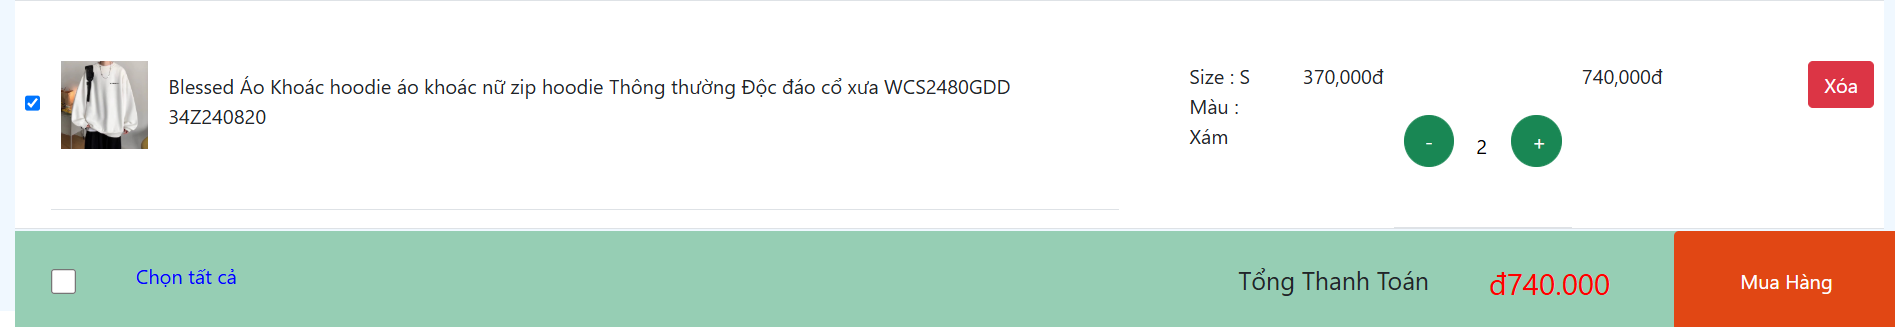 Blessed Áo Khoác hoodie áo khoác nữ zip hoodie Thông thường Độc đáo cổ xưa WCS2480GDD
34Z240820
Size : S
Màu :
Xám
370,000đ
- 2 +
740,000đ
Xóa
Chọn tất cả
Tổng Thanh Toán
đ740.000
Mua Hàng